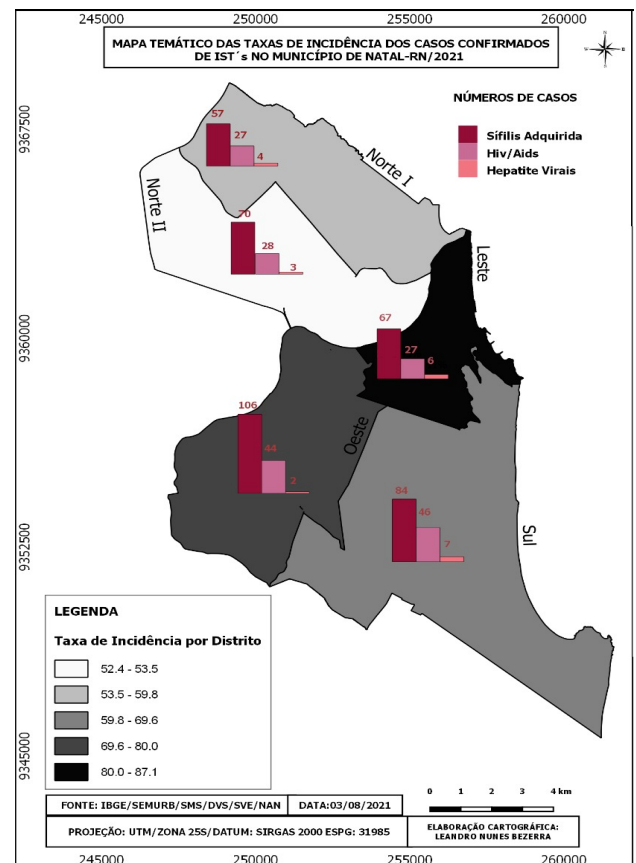 245000 250000 255000 260000
MAPA TEMÁTICO DAS TAXAS DE INCIDÊNCIA DOS CASOS CONFIRMADOS
DE IST´s NO MUNICÍPIO DE NATAL-RN/2021
NÚMEROS DE CASOS
Sífilis Adquirida
Hiv/Aids
Hepatite Virais
9367500
57
27
4
Norte I
Norte II
70
28
3
Leste
9360000
67
27
6
106
44
2
Oeste
84
46
7
Sul
9352500
LEGENDA
Taxa de Incidência por Distrito
52.4 - 53.5
53.5 - 59.8
59.8 - 69.6
69.6 - 80.0
80.0 - 87.1
9345000
0 1 2 3 4 km
FONTE: IBGE/SEMURB/SMS/DVS/SVE/NAN DATA:03/08/2021
PROJEÇÃO: UTM/ZONA 25S/DATUM: SIRGAS 2000 ESPG: 31985
ELABORAÇÃO CARTOGRÁFICA:
LEANDRO NUNES BEZERRA
245000 250000 255000 260000